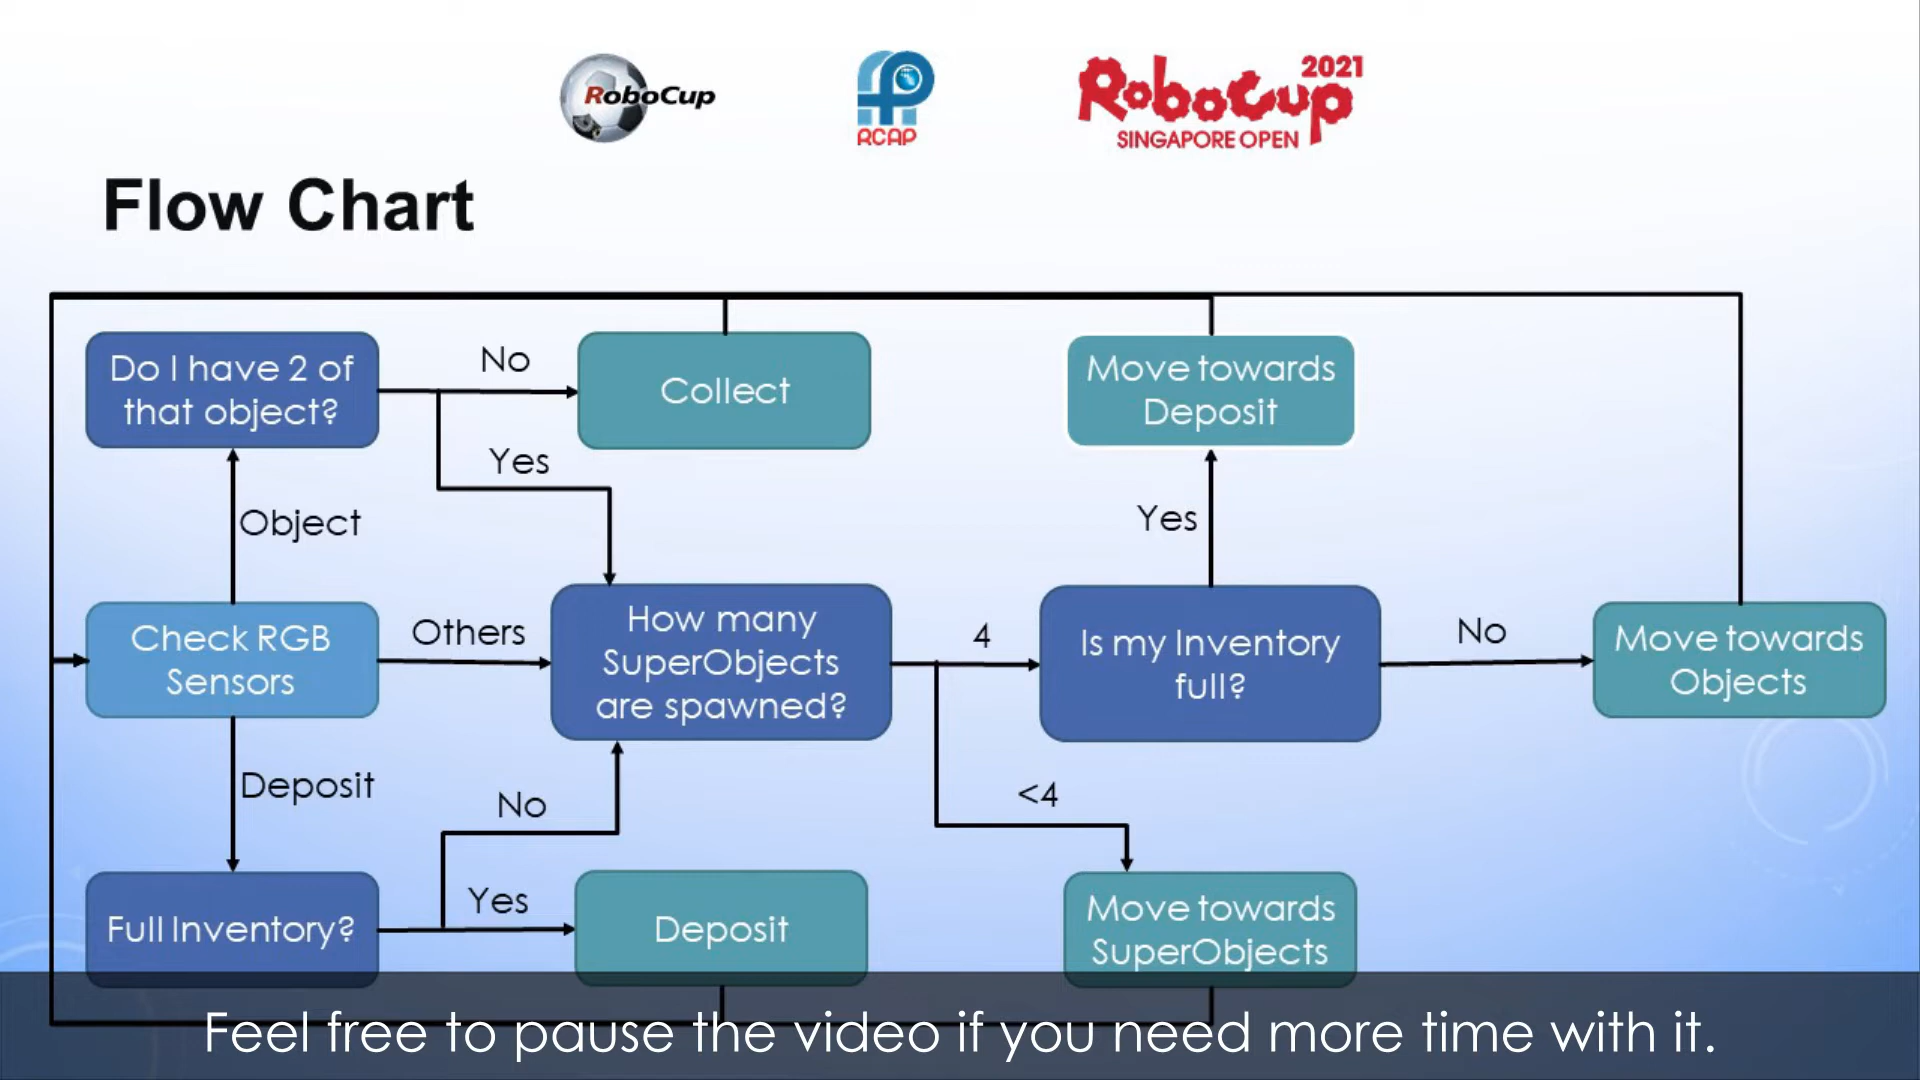 RoboCup
RCAP
RoboCup 2021
SINGAPORE OPEN
Flow Chart
Do I have 2 of
that object?
No
Collect
Move towards
Deposit
Yes
Object
Yes
Check RGB
Sensors
Others
How many
SuperObjects
are spawned?
4
Is my Inventory
full?
No
Move towards
Objects
Deposit
No
<4
Full Inventory?
Yes
Deposit
Move towards
SuperObjects
Feel free to pause the video if you need more time with it.